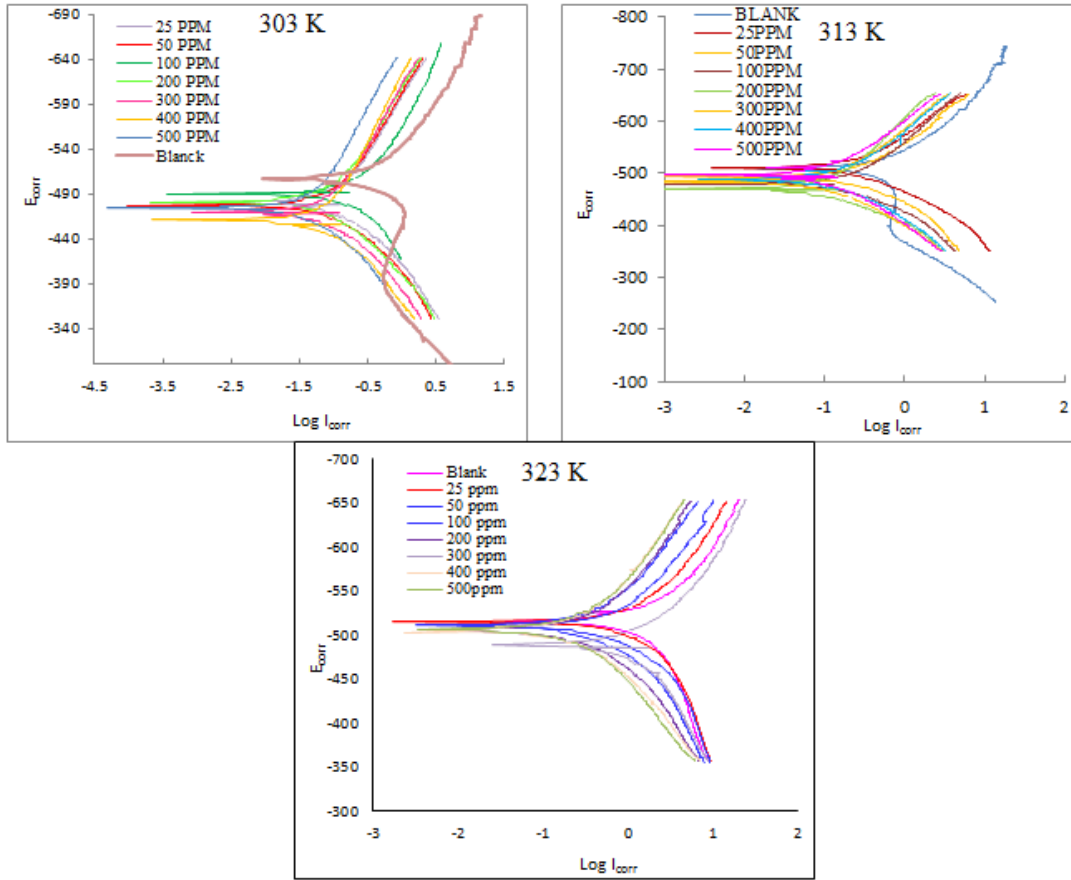 303 K
25 PPM
50 PPM
100 PPM
200 PPM
300 PPM
400 PPM
500 PPM
Blanck
-690
-640
-590
-540
-490
-440
-390
-340
Ecorr
-4.5 -3.5 -2.5 -1.5 -0.5 0.5 1.5
Log Icorr
313 K
BLANK
25PPM
50PPM
100PPM
200PPM
300PPM
400PPM
500PPM
-800
-700
-600
-500
-400
-300
-200
-100
Ecorr
-3 -2 -1 0 1 2
Log Icorr
323 K
Blank
25 ppm
50 ppm
100 ppm
200 ppm
300 ppm
400 ppm
500ppm
-700
-650
-600
-550
-500
-450
-400
-350
-300
Ecorr
-3 -2 -1 0 1 2
Log Icorr